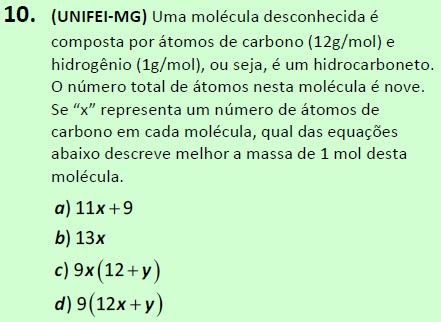 10. (UNIFEI-MG) Uma molécula desconhecida é
composta por átomos de carbono (12g/mol) e
hidrogênio (1g/mol), ou seja, é um hidrocarboneto.
O número total de átomos nesta molécula é nove.
Se “x” representa um número de átomos de
carbono em cada molécula, qual das equações
abaixo descreve melhor a massa de 1 mol desta
molécula.
a) 11x+9
b) 13x
c) 9x(12+y)
d) 9(12x+y)